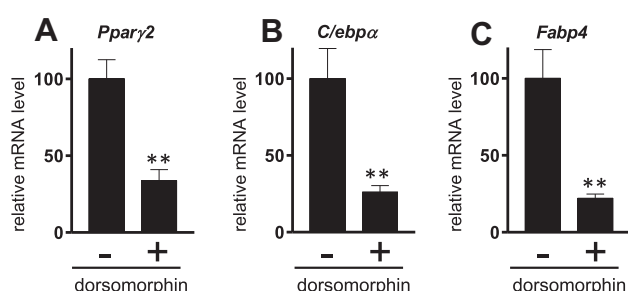 A Pparγ2
relative mRNA level
100
50
0
**
- +
dorsomorphin
B C/ebpα
relative mRNA level
100
50
0
**
- +
dorsomorphin
C Fabp4
relative mRNA level
100
50
0
**
- +
dorsomorphin